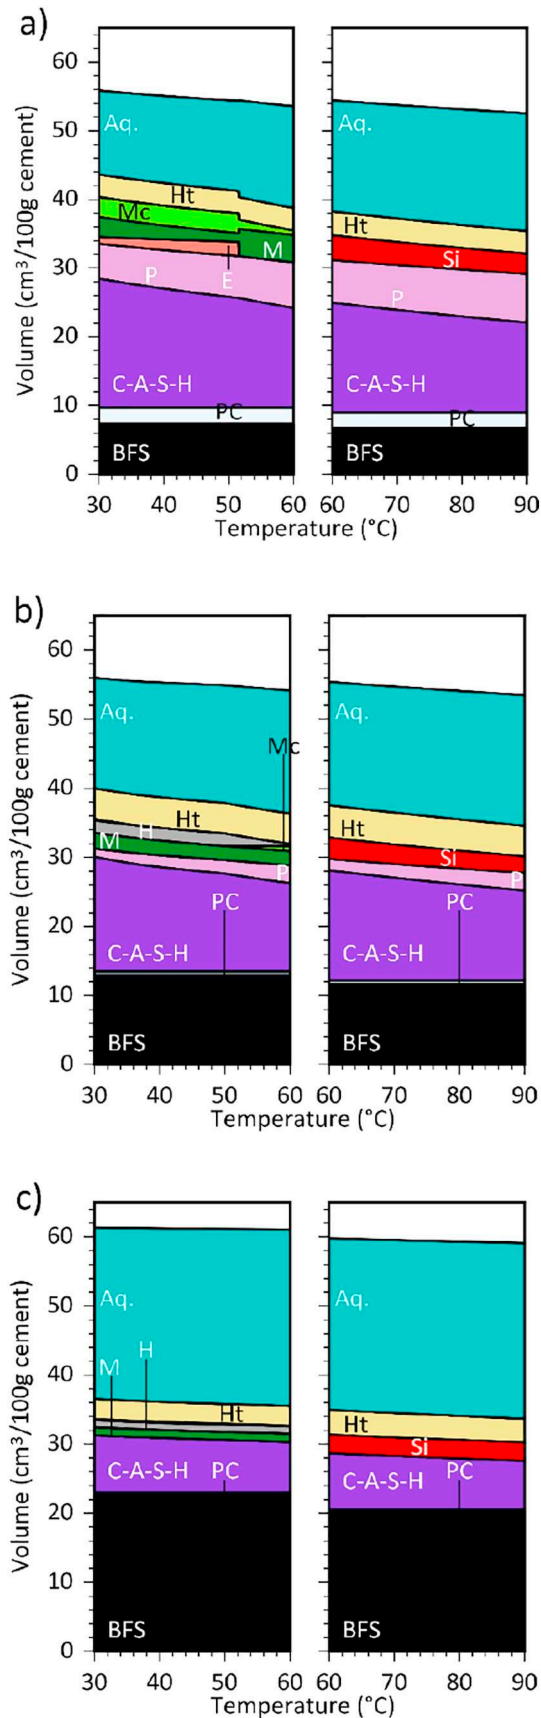 a)
Volume (cm³/100g cement)
60
50
40
30
20
10
0
Aq.
Ht
Mc
M
P
E
C-A-S-H
PC
BFS
Aq.
Ht
Si
P
C-A-S-H
PC
BFS
30 40 50 60
60 70 80 90
Temperature (°C)
Temperature (°C)
b)
Volume (cm³/100g cement)
60
50
40
30
20
10
0
Aq.
Mc
Ht
H
M
P
PC
C-A-S-H
BFS
Aq.
Ht
Si
P
PC
C-A-S-H
BFS
30 40 50 60
60 70 80 90
Temperature (°C)
Temperature (°C)
c)
Volume (cm³/100g cement)
60
50
40
30
20
10
0
Aq.
H
M
Ht
C-A-S-H
PC
BFS
Aq.
Ht
Si
C-A-S-H
PC
BFS
30 40 50 60
60 70 80 90
Temperature (°C)
Temperature (°C)